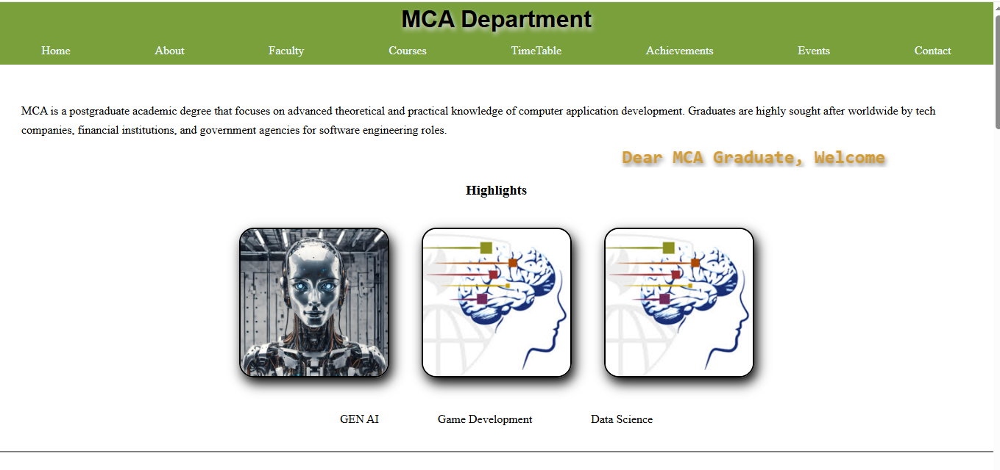 MCA Department
Home About Faculty Courses TimeTable Achievements Events Contact
MCA is a postgraduate academic degree that focuses on advanced theoretical and practical knowledge of computer application development. Graduates are highly sought after worldwide by tech
companies, financial institutions, and government agencies for software engineering roles.
Dear MCA Graduate, Welcome
Highlights
GEN AI Game Development Data Science